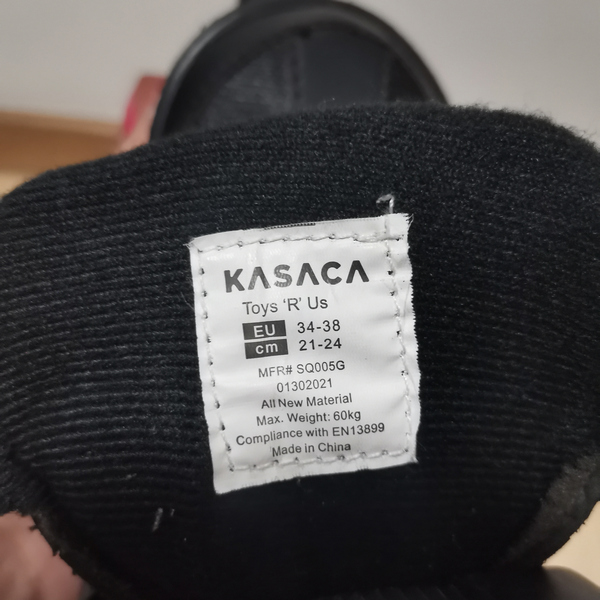 KASACA
Toys ‘R’ Us
EU 34-38
cm 21-24
MFR# SQ005G
01302021
All New Material
Max. Weight: 60kg
Compliance with EN13899
Made in China